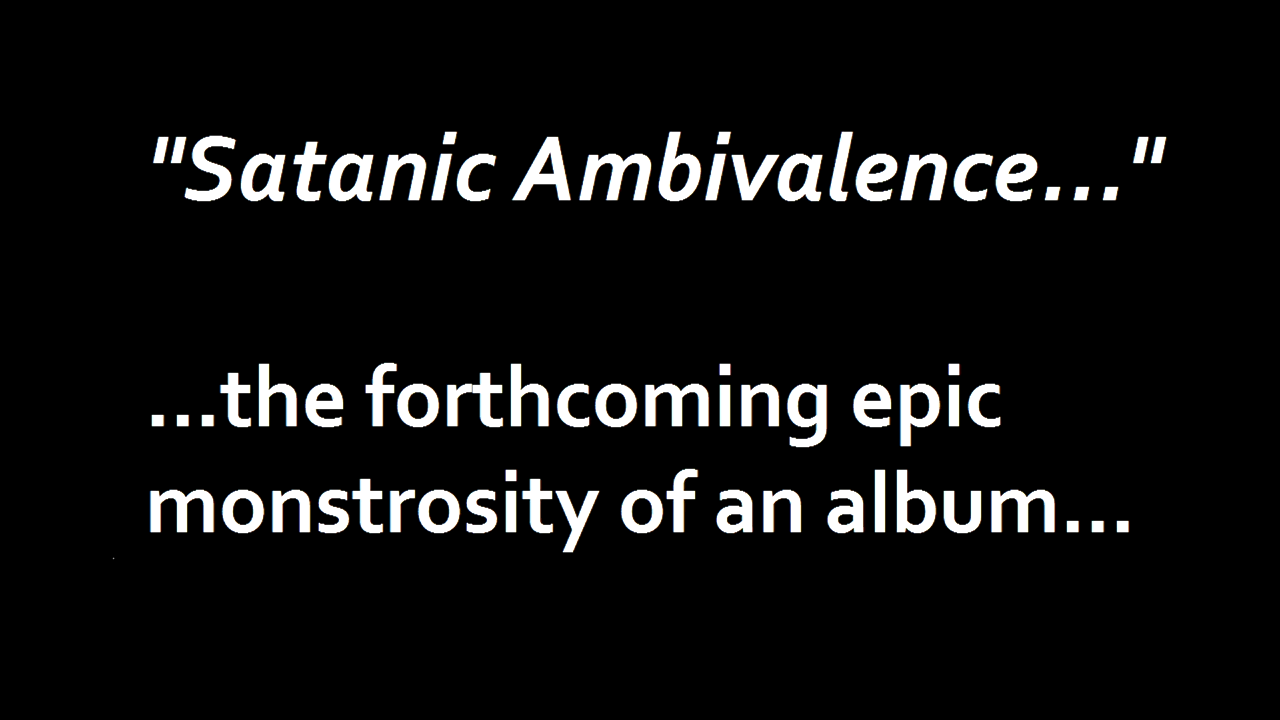 "Satanic Ambivalence..."
...the forthcoming epic
monstrosity of an album...